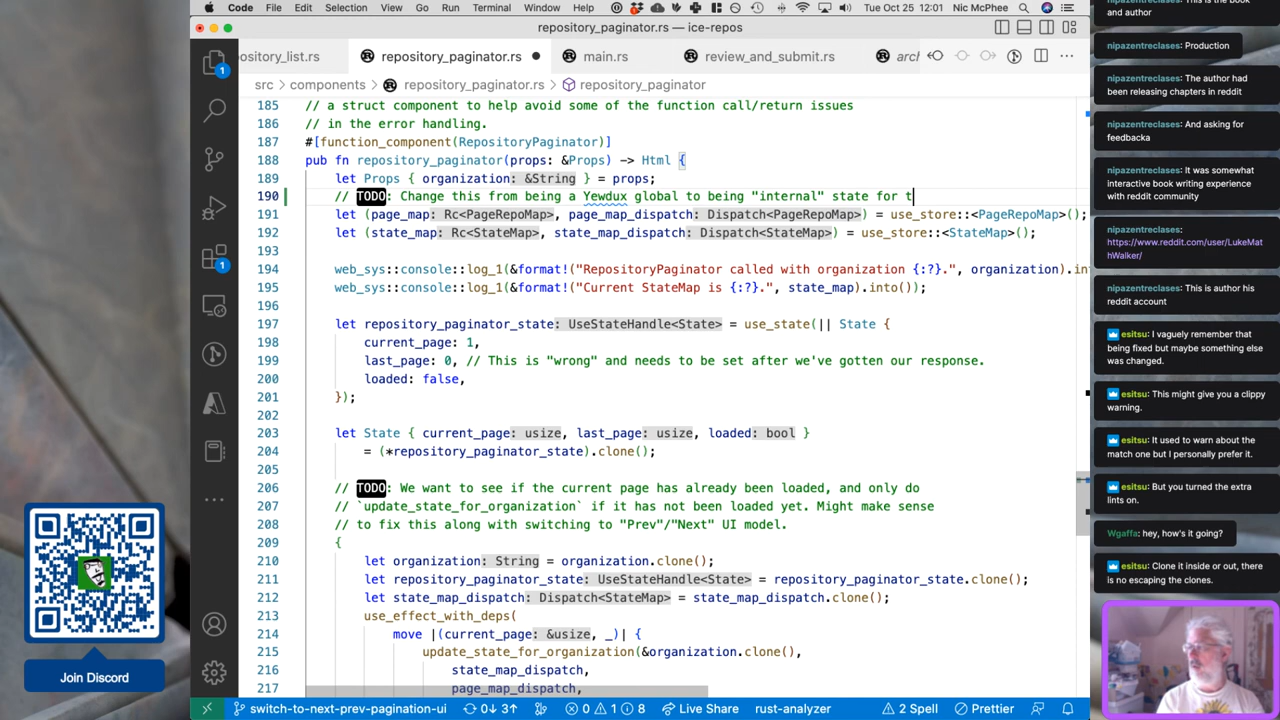 Code File Edit Selection View Go Run Terminal Window Help Tue Oct 25 12:01 Nic McPhee
repository_paginator.rs — ice-repos
ository_list.rs repository_paginator.rs main.rs review_and_submit.rs arch
src > components > repository_paginator.rs > repository_paginator
185 // a struct component to help avoid some of the function call/return issues
186 // in the error handling.
187 #[function_component(RepositoryPaginator)]
188 pub fn repository_paginator(props: &Props) -> Html {
189 let Props { organization: &String } = props;
190 // TODO: Change this from being a Yewdux global to being "internal" state for t
191 let (page_map: Rc<PageRepoMap>, page_map_dispatch: Dispatch<PageRepoMap>) = use_store::<PageRepoMap>();
192 let (state_map: Rc<StateMap>, state_map_dispatch: Dispatch<StateMap>) = use_store::<StateMap>();
193
194 web_sys::console::log_1(&format!("RepositoryPaginator called with organization {:?}.", organization).in
195 web_sys::console::log_1(&format!("Current StateMap is {:?}.", state_map).into());
196
197 let repository_paginator_state: UseStateHandle<State> = use_state(|| State {
198 current_page: 1,
199 last_page: 0, // This is "wrong" and needs to be set after we've gotten our response.
200 loaded: false,
201 });
202
203 let State { current_page: usize, last_page: usize, loaded: bool }
204 = (*repository_paginator_state).clone();
205
206 // TODO: We want to see if the current page has already been loaded, and only do
207 // `update_state_for_organization` if it has not been loaded yet. Might make sense
208 // to fix this along with switching to "Prev"/"Next" UI model.
209 {
210 let organization: String = organization.clone();
211 let repository_paginator_state: UseStateHandle<State> = repository_paginator_state.clone();
212 let state_map_dispatch: Dispatch<StateMap> = state_map_dispatch.clone();
213 use_effect_with_deps(
214 move |(current_page: &usize, _)| {
215 update_state_for_organization(&organization.clone(),
216 state_map_dispatch,
217 page_map_dispatch,
1
1
switch-to-next-prev-pagination-ui 0↓ 3↑ 0 1 8 Live Share rust-analyzer 2 Spell Prettier
Join Discord
nipazentreclases: This is the book
and author
nipazentreclases: Production
nipazentreclases: The author had
been releasing chapters in reddit
nipazentreclases: And asking for
feedbacka
nipazentreclases: It was somewhat
interactive book writing experience
with reddit community
nipazentreclases:
https://www.reddit.com/user/LukeMat
hWalker/
nipazentreclases: This is author his
reddit account
esitsu: I vaguely remember that
being fixed but maybe something else
was changed.
esitsu: This might give you a clippy
warning.
esitsu: It used to warn about the
match one but I personally prefer it.
esitsu: But you turned the extra
lints on.
Wgaffa: hey, how's it going?
esitsu: Clone it inside or out, there
is no escaping the clones.